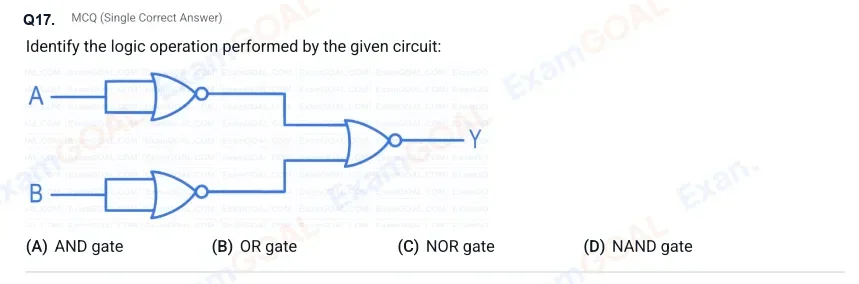 Q17. MCQ (Single Correct Answer)
Identify the logic operation performed by the given circuit:
A
B
Y
(A) AND gate (B) OR gate (C) NOR gate (D) NAND gate
ExamGOAL